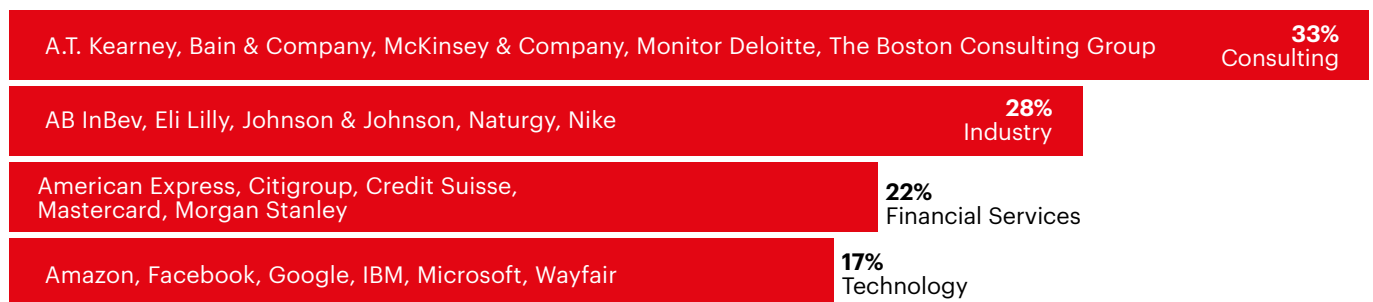 A.T. Kearney, Bain & Company, McKinsey & Company, Monitor Deloitte, The Boston Consulting Group
33%
Consulting
AB InBev, Eli Lilly, Johnson & Johnson, Naturgy, Nike
28%
Industry
American Express, Citigroup, Credit Suisse,
Mastercard, Morgan Stanley
22%
Financial Services
Amazon, Facebook, Google, IBM, Microsoft, Wayfair
17%
Technology